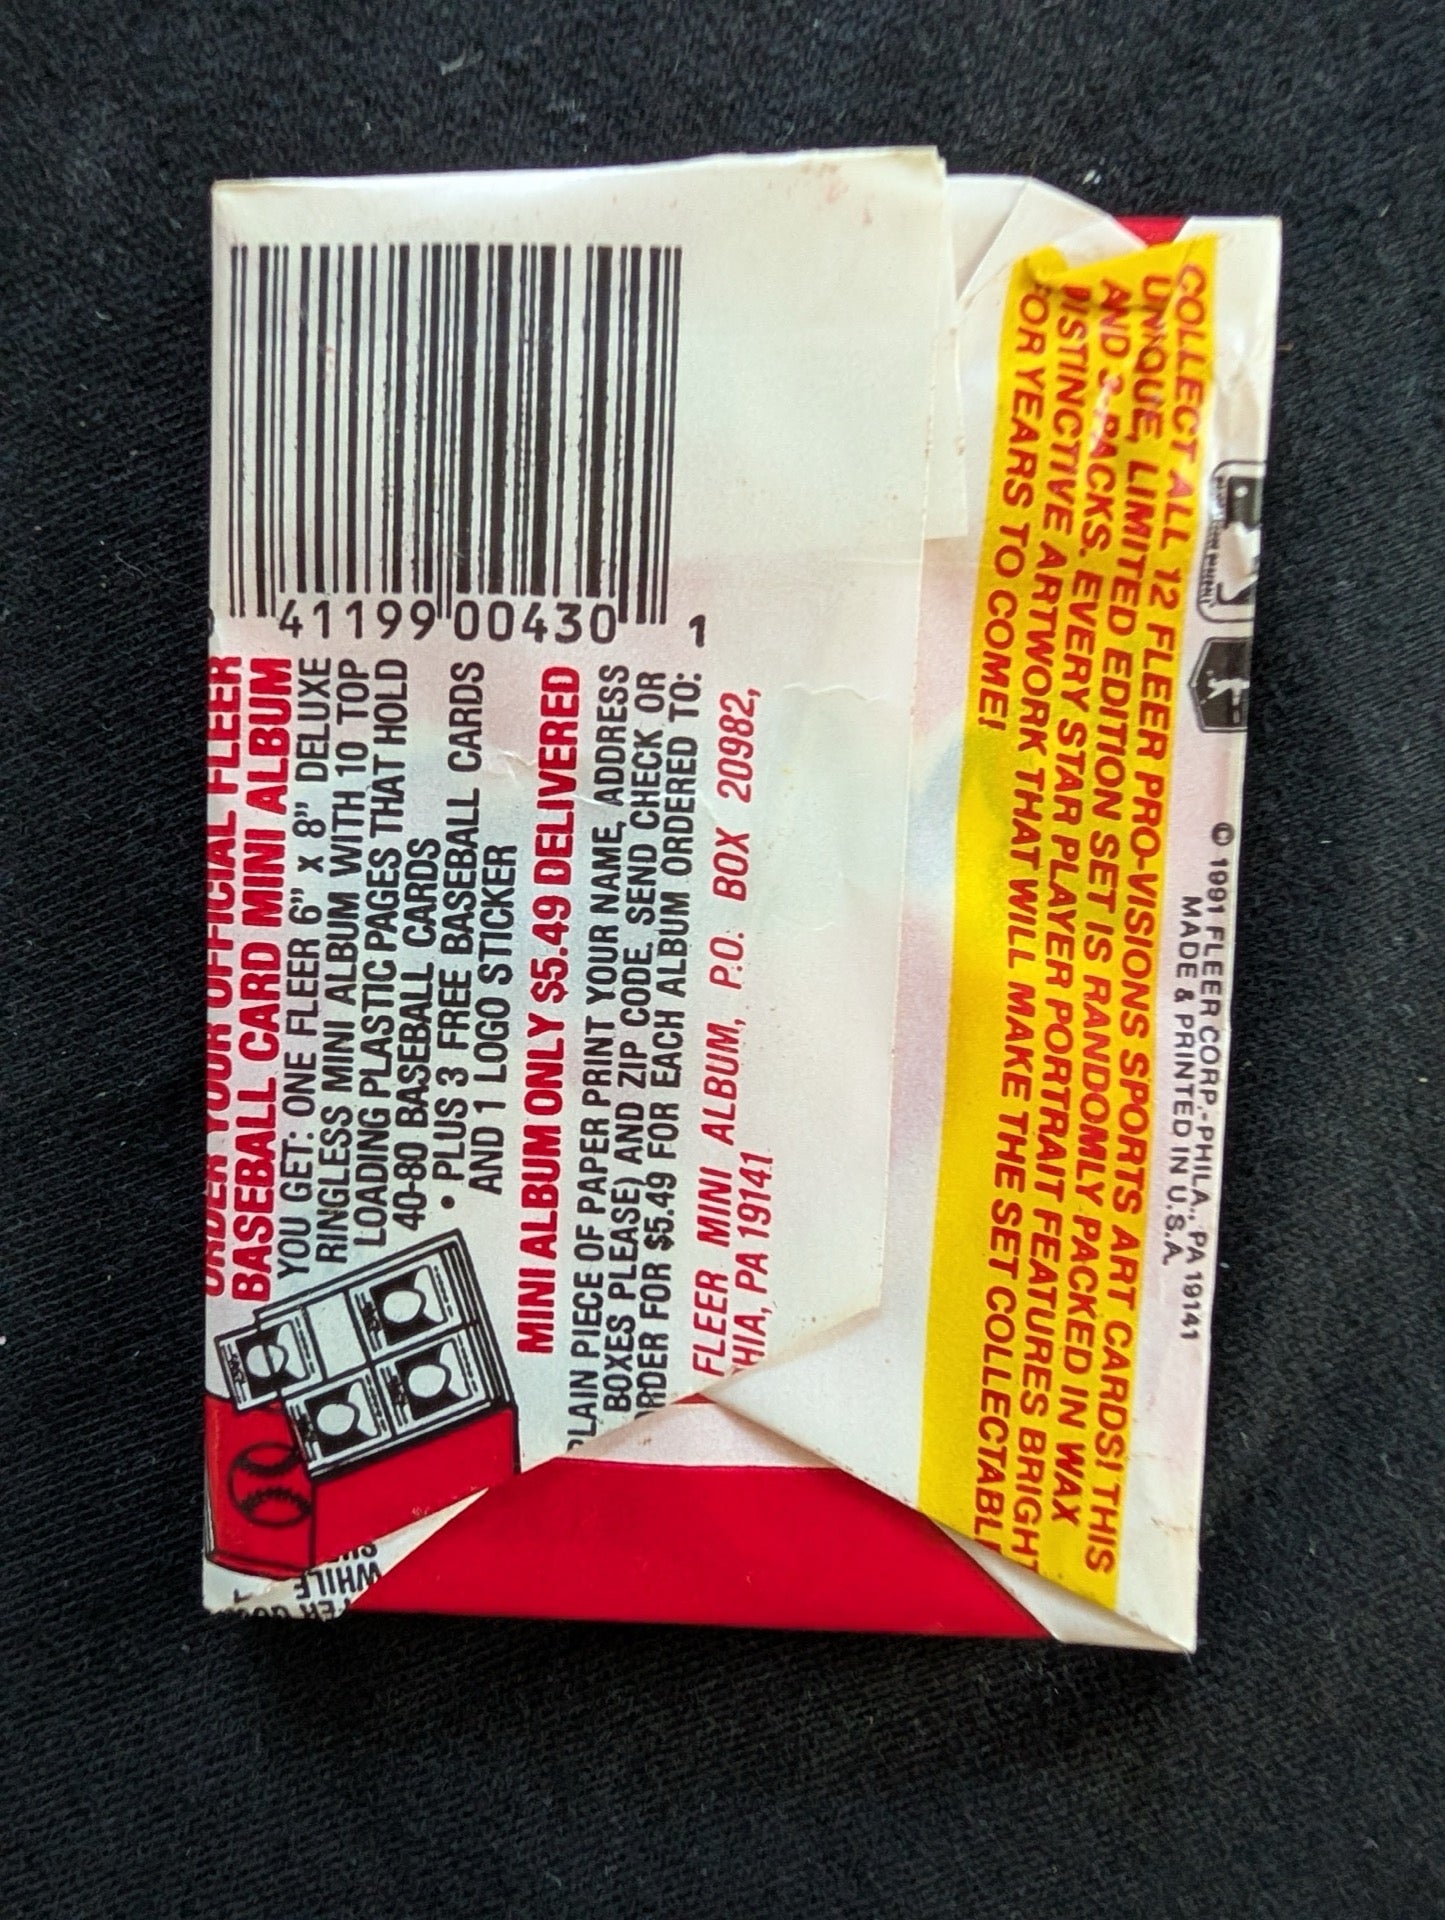 41199 00430 1
YOUR OFFICIAL FLEER
BASEBALL CARD MINI ALBUM
YOU GET: ONE FLEER 6" X 8" DELUXE
RINGLESS MINI ALBUM WITH 10 TOP
LOADING PLASTIC PAGES THAT HOLD
40-80 BASEBALL CARDS
• PLUS 3 FREE BASEBALL CARDS
AND 1 LOGO STICKER
MINI ALBUM ONLY $5.49 DELIVERED
PLAIN PIECE OF PAPER PRINT YOUR NAME, ADDRESS
BOXES PLEASE) AND ZIP CODE. SEND CHECK OR
ORDER FOR $5.49 FOR EACH ALBUM ORDERED TO:
FLEER MINI ALBUM, P.O. BOX 20982,
HIA, PA 19141
WHILE
COLLECT ALL 12 FLEER PRO-VISIONS SPORTS ART CARDS! THIS
UNIQUE, LIMITED EDITION SET IS RANDOMLY PACKED IN WAX
AND 3-PACKS. EVERY STAR PLAYER PORTRAIT FEATURES BRIGHT
DISTINCTIVE ARTWORK THAT WILL MAKE THE SET COLLECTABLE
FOR YEARS TO COME!
© 1991 FLEER CORP.-PHILA., PA 19141
MADE & PRINTED IN U.S.A.